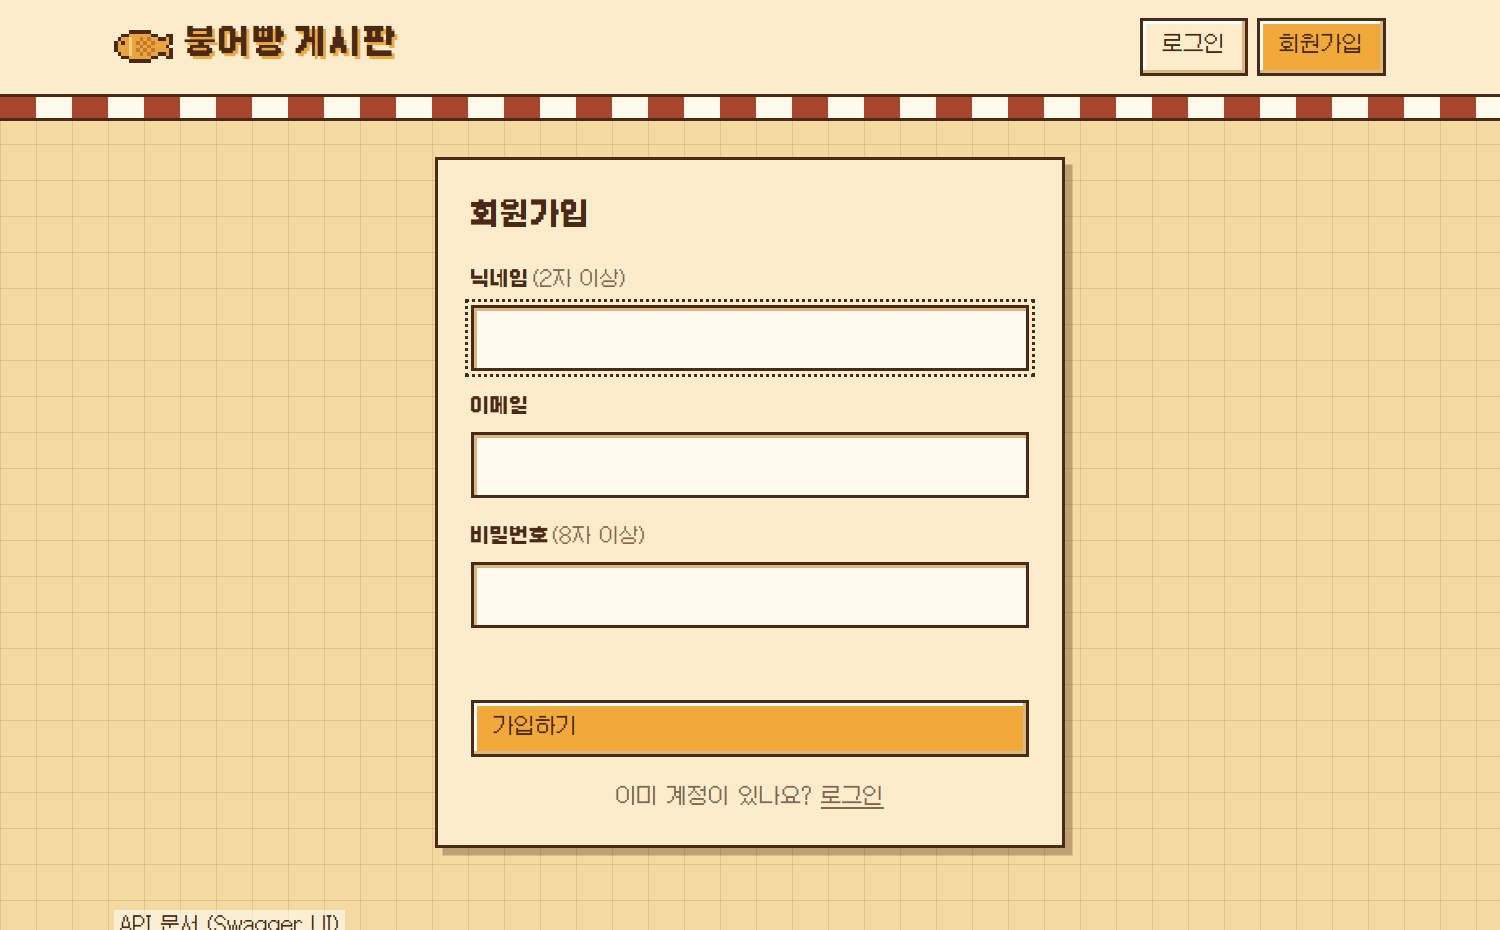 붕어빵 게시판
로그인
회원가입
회원가입
닉네임 (2자 이상)
이메일
비밀번호 (8자 이상)
가입하기
이미 계정이 있나요? 로그인
API 문서 (Swagger UI)